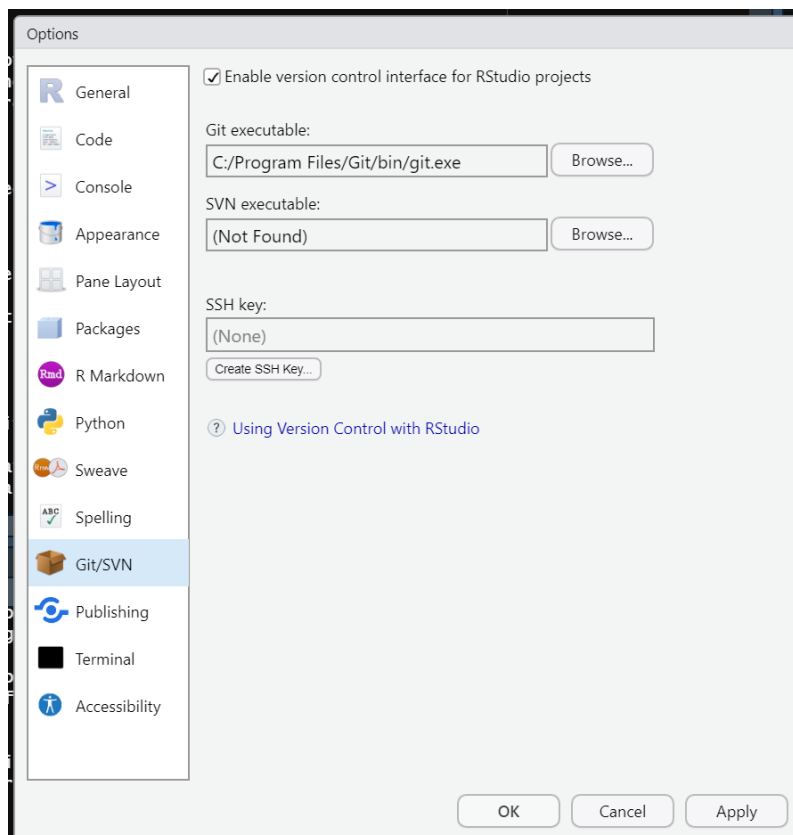 Options
General
Code
Console
Appearance
Pane Layout
Packages
Rmd R Markdown
Python
Rnw Sweave
ABC Spelling
Git/SVN
Publishing
Terminal
Accessibility
Enable version control interface for RStudio projects
Git executable:
C:/Program Files/Git/bin/git.exe Browse...
SVN executable:
(Not Found) Browse...
SSH key:
(None)
Create SSH Key...
? Using Version Control with RStudio
OK Cancel Apply